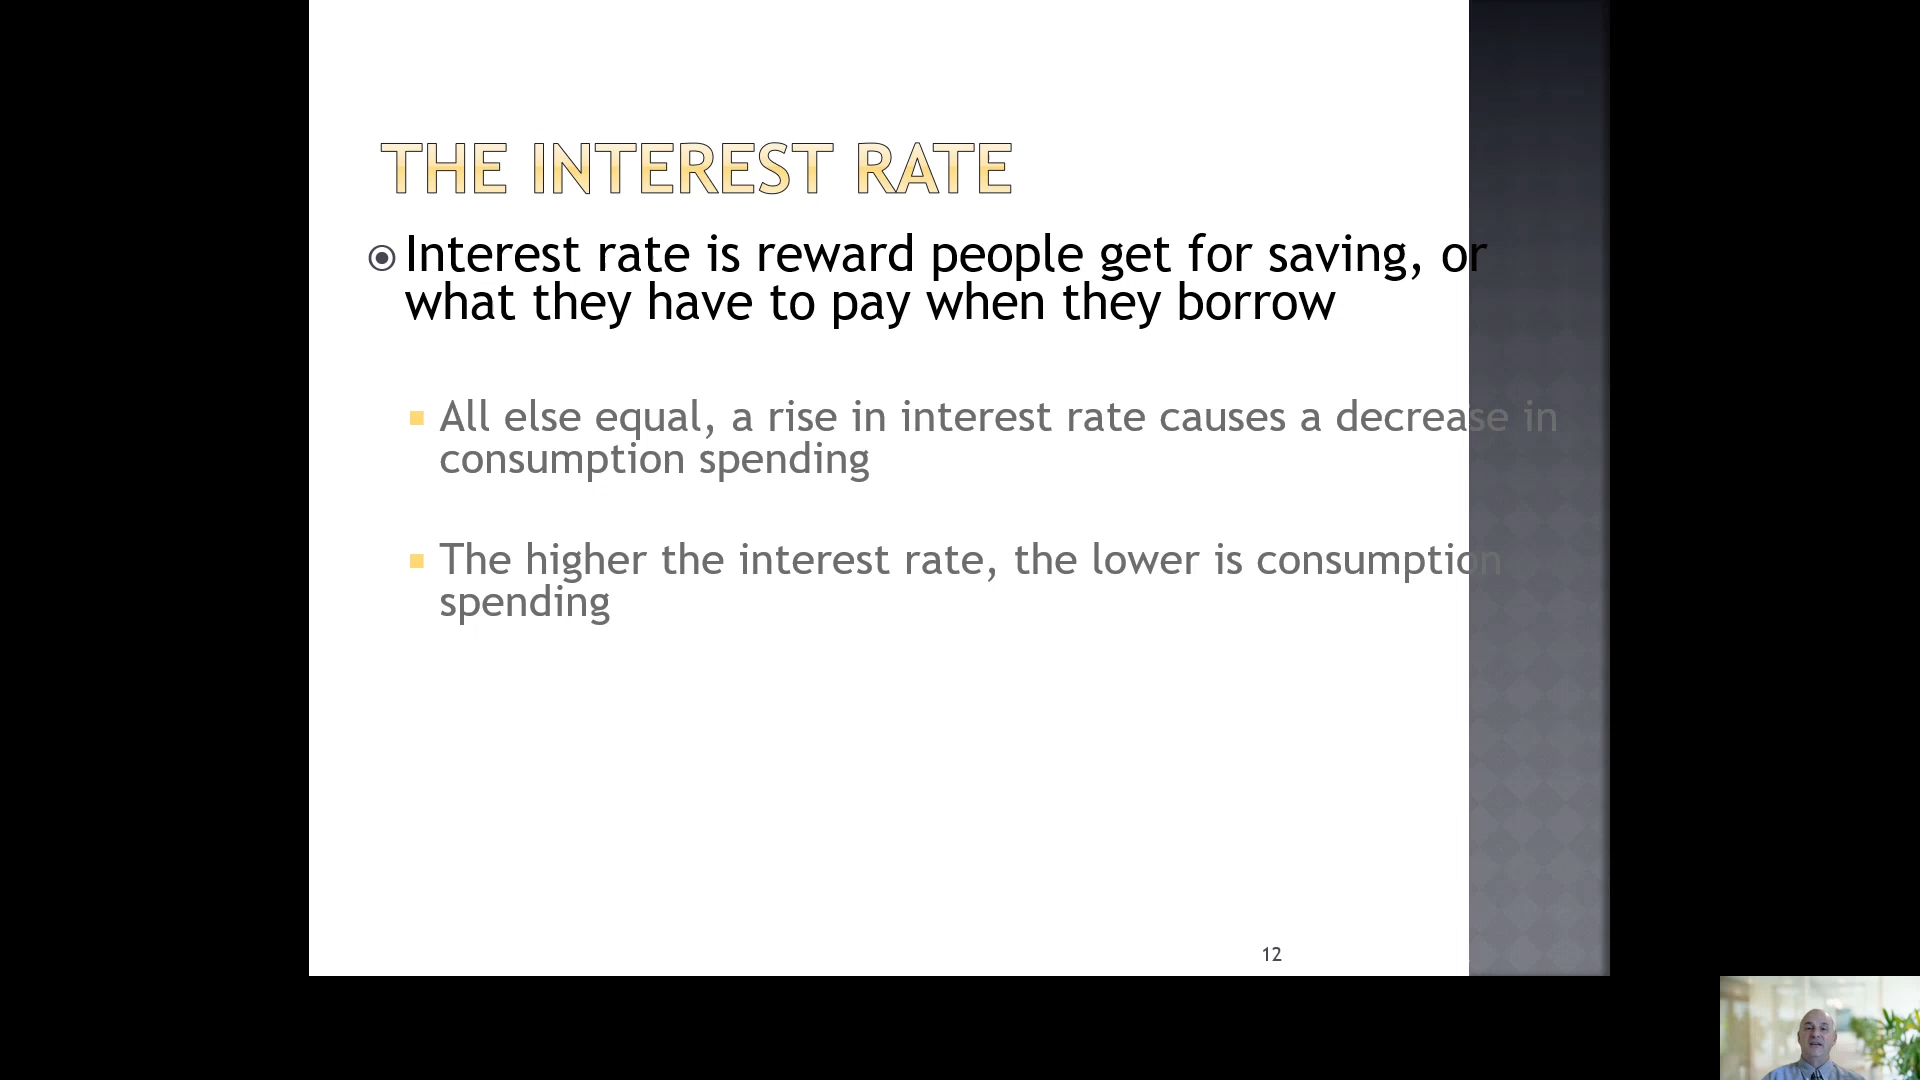 THE INTEREST RATE
Interest rate is reward people get for saving, or
what they have to pay when they borrow
All else equal, a rise in interest rate causes a decrease in
consumption spending
The higher the interest rate, the lower is consumption
spending
12